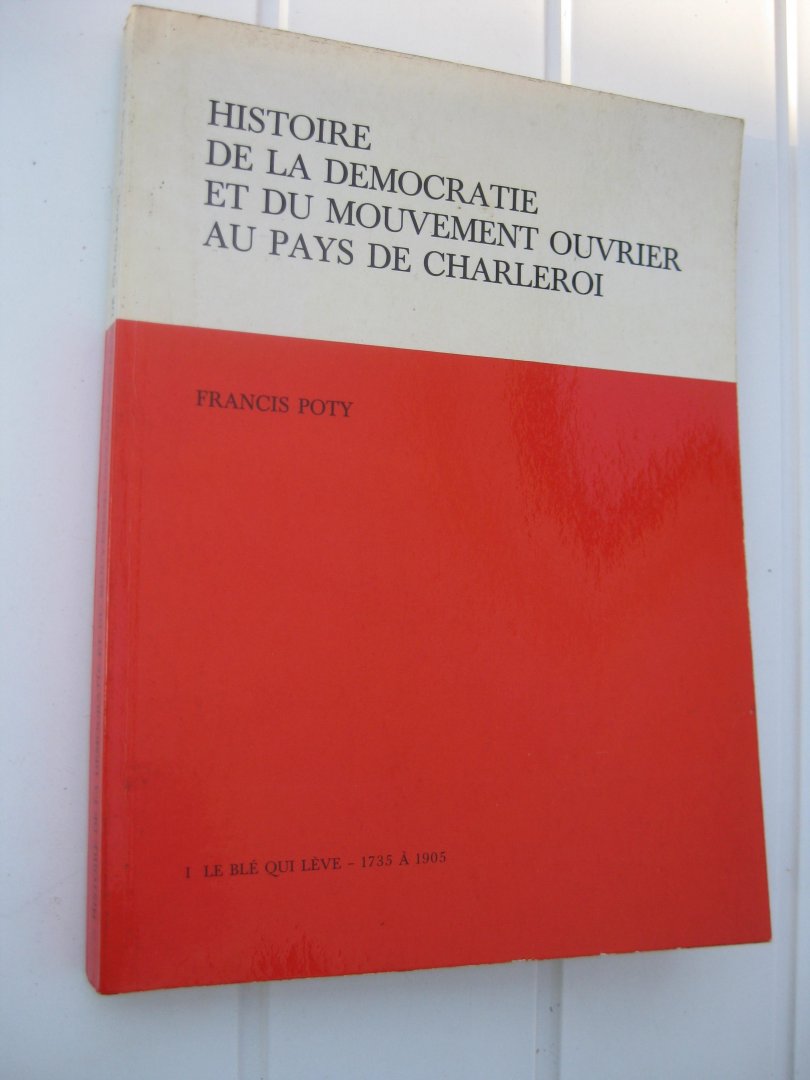 HISTOIRE
DE LA DEMOCRATIE
ET DU MOUVEMENT OUVRIER
AU PAYS DE CHARLEROI
FRANCIS POTY
I LE BLÉ QUI LÈVE – 1735 À 1905